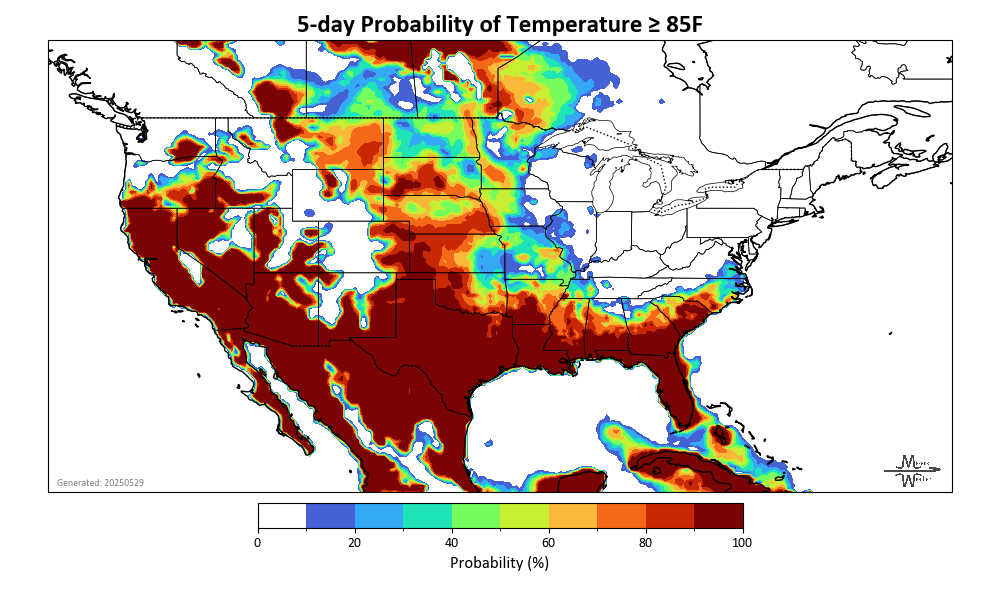 5-day Probability of Temperature ≥ 85F
Generated: 20250529
0 20 40 60 80 100
Probability (%)